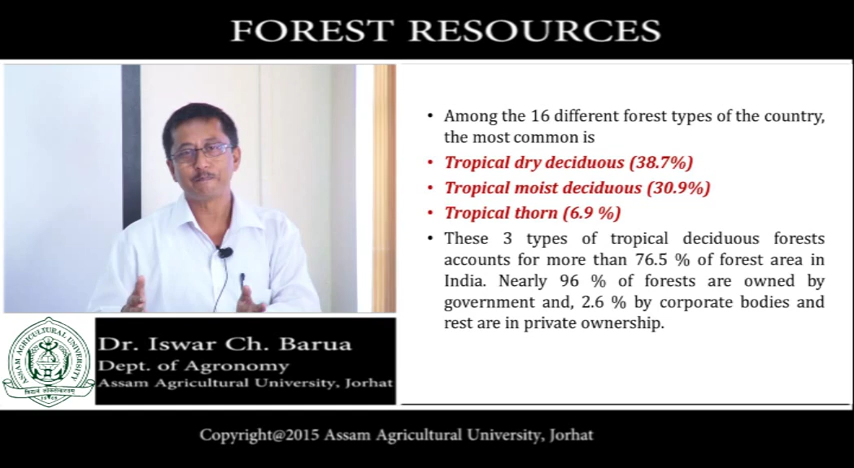 FOREST RESOURCES
• Among the 16 different forest types of the country,
the most common is
• Tropical dry deciduous (38.7%)
• Tropical moist deciduous (30.9%)
• Tropical thorn (6.9 %)
• These 3 types of tropical deciduous forests
accounts for more than 76.5 % of forest area in
India. Nearly 96 % of forests are owned by
government and, 2.6 % by corporate bodies and
rest are in private ownership.
ASSAM AGRICULTURAL UNIVERSITY
Dr. Iswar Ch. Barua
Dept. of Agronomy
Assam Agricultural University, Jorhat
Copyright@2015 Assam Agricultural University, Jorhat